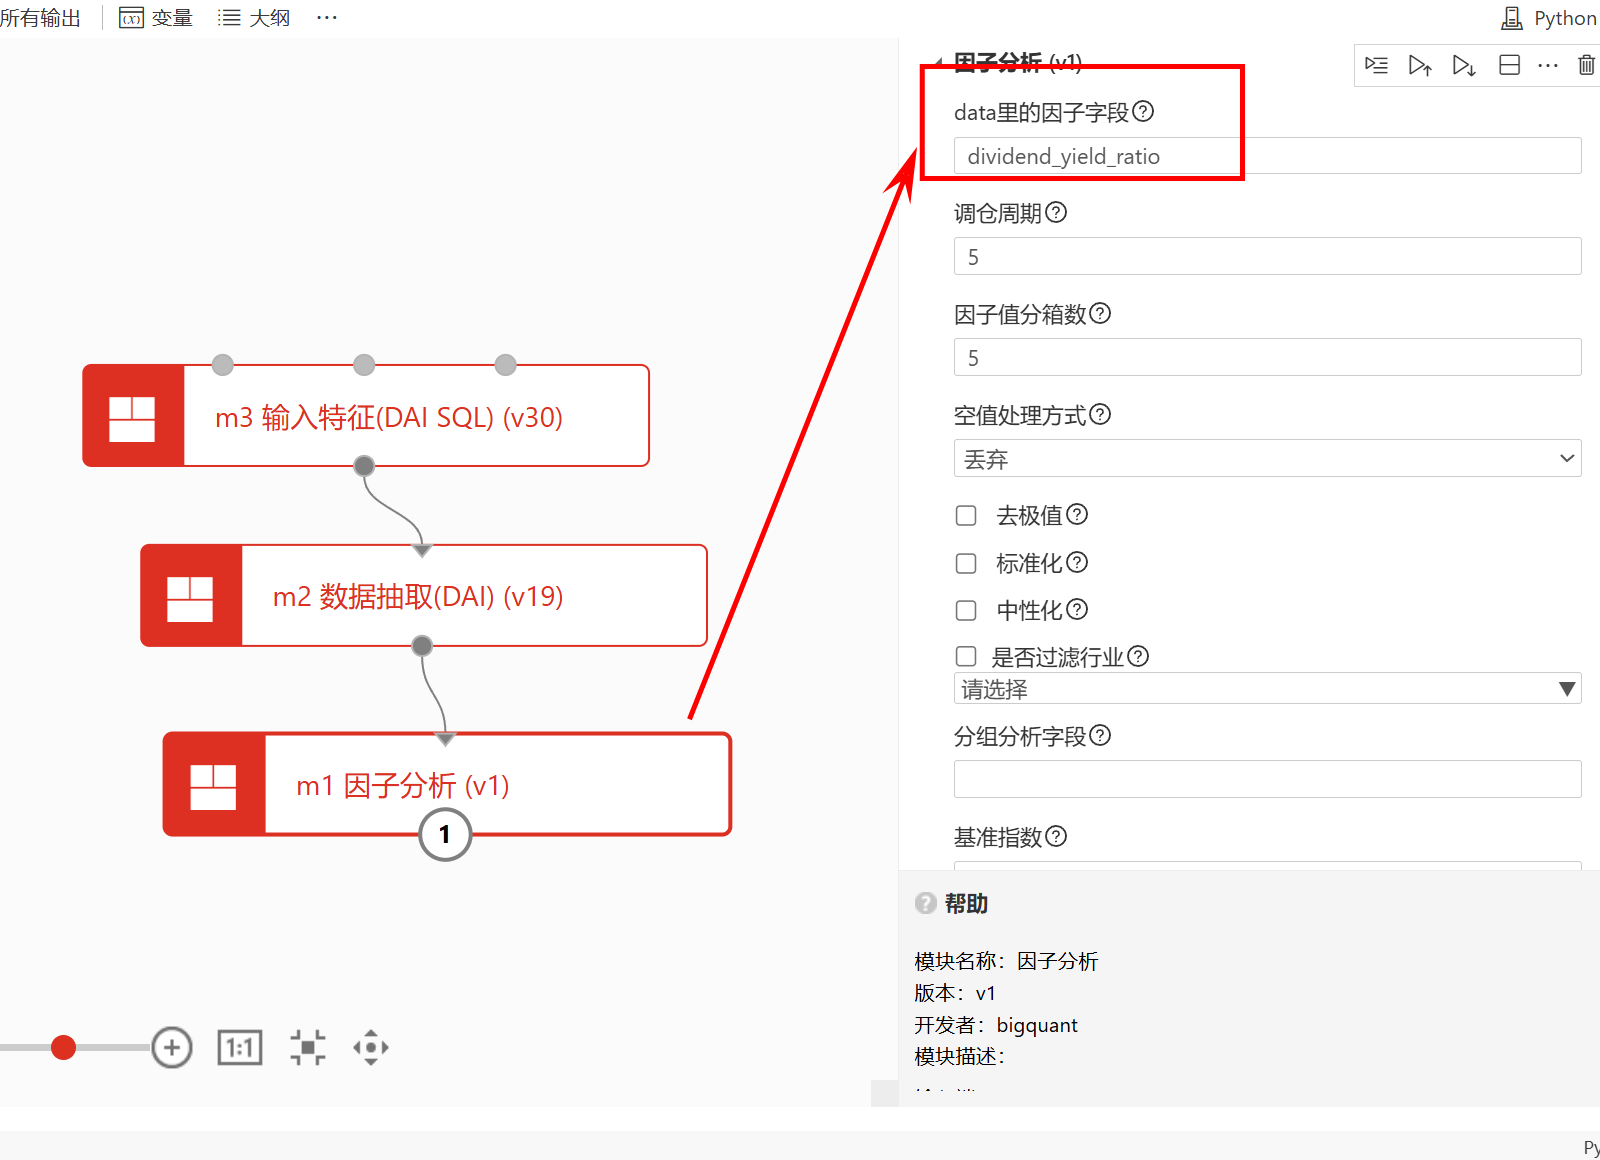 所有输出
变量
大纲
Python
因子分析 (v1)
data里的因子字段
dividend_yield_ratio
调仓周期
5
因子值分箱数
5
空值处理方式
丢弃
去极值
标准化
中性化
是否过滤行业
请选择
分组分析字段
基准指数
m3 输入特征(DAI SQL) (v30)
m2 数据抽取(DAI) (v19)
m1 因子分析 (v1)
1
1:1
帮助
模块名称：因子分析
版本：v1
开发者：bigquant
模块描述：
Py